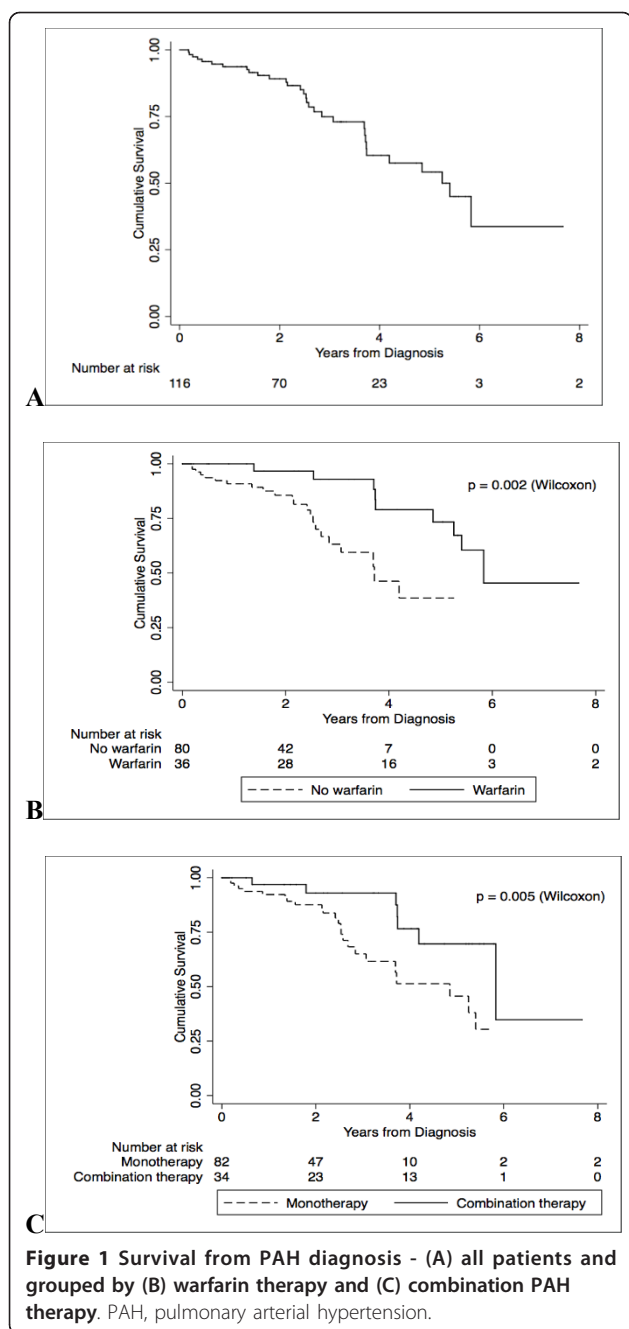 1.00
0.75
0.50
0.25
0.00
Cumulative Survival
0 2 4 6 8
Years from Diagnosis
Number at risk
116 70 23 3 2
A
1.00
0.75
0.50
0.25
0.00
Cumulative Survival
p = 0.002 (Wilcoxon)
0 2 4 6 8
Years from Diagnosis
Number at risk
No warfarin 80 42 7 0 0
Warfarin 36 28 16 3 2
No warfarin Warfarin
B
1.00
0.75
0.50
0.25
0.00
Cumulative Survival
p = 0.005 (Wilcoxon)
0 2 4 6 8
Years from Diagnosis
Number at risk
Monotherapy 82 47 10 2 2
Combination therapy 34 23 13 1 0
Monotherapy Combination therapy
C
Figure 1 Survival from PAH diagnosis - (A) all patients and
grouped by (B) warfarin therapy and (C) combination PAH
therapy. PAH, pulmonary arterial hypertension.